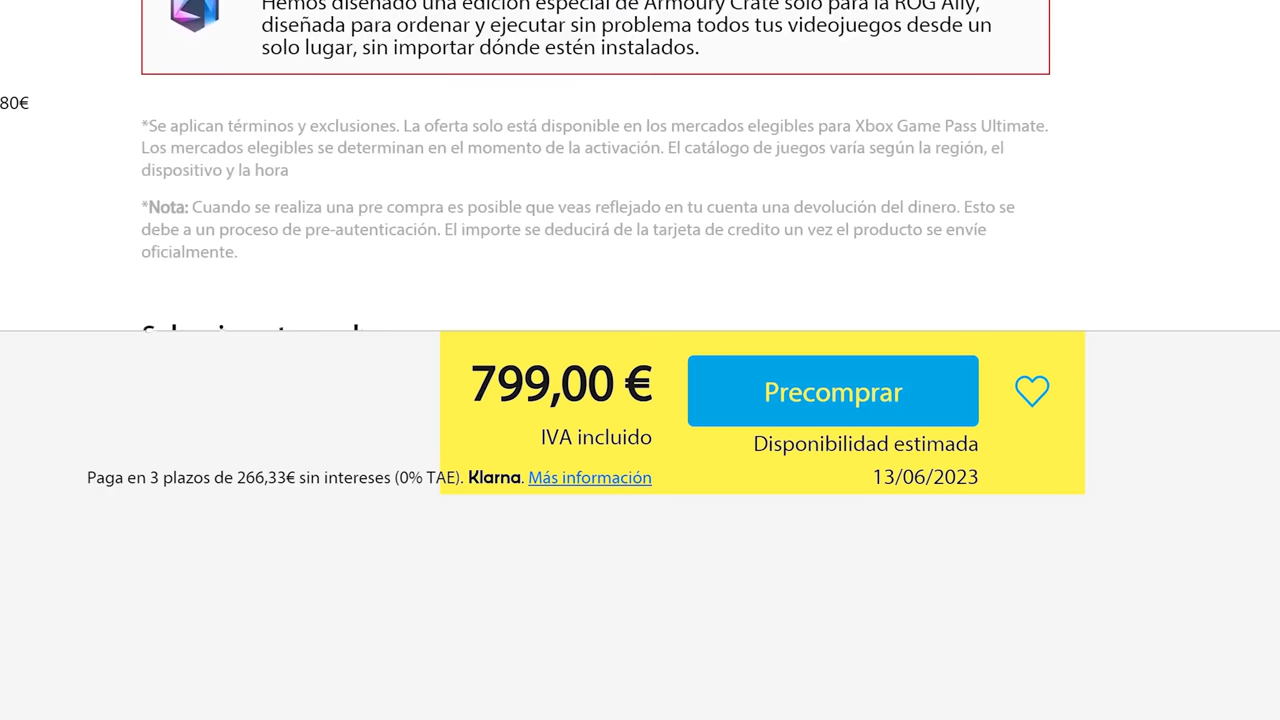 Hemos diseñado una edición especial de Armoury Crate solo para la ROG Ally,
diseñada para ordenar y ejecutar sin problema todos tus videojuegos desde un
solo lugar, sin importar dónde estén instalados.
80€
*Se aplican términos y exclusiones. La oferta solo está disponible en los mercados elegibles para Xbox Game Pass Ultimate.
Los mercados elegibles se determinan en el momento de la activación. El catálogo de juegos varía según la región, el
dispositivo y la hora
*Nota: Cuando se realiza una pre compra es posible que veas reflejado en tu cuenta una devolución del dinero. Esto se
debe a un proceso de pre-autenticación. El importe se deducirá de la tarjeta de credito un vez el producto se envíe
oficialmente.
799,00 €
Precomprar
IVA incluido
Disponibilidad estimada
Paga en 3 plazos de 266,33€ sin intereses (0% TAE). Klarna. Más información
13/06/2023